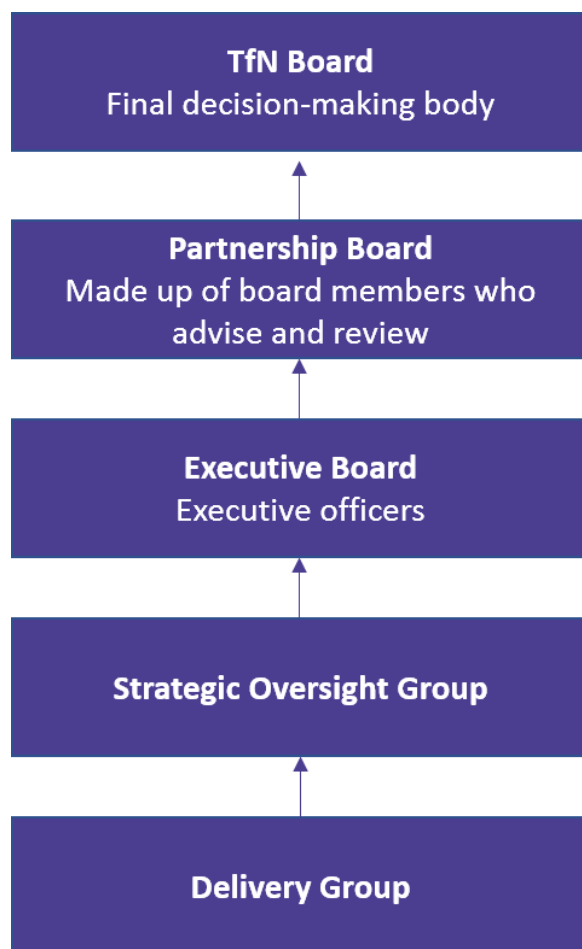 TfN Board
Final decision-making body
Partnership Board
Made up of board members who
advise and review
Executive Board
Executive officers
Strategic Oversight Group
Delivery Group